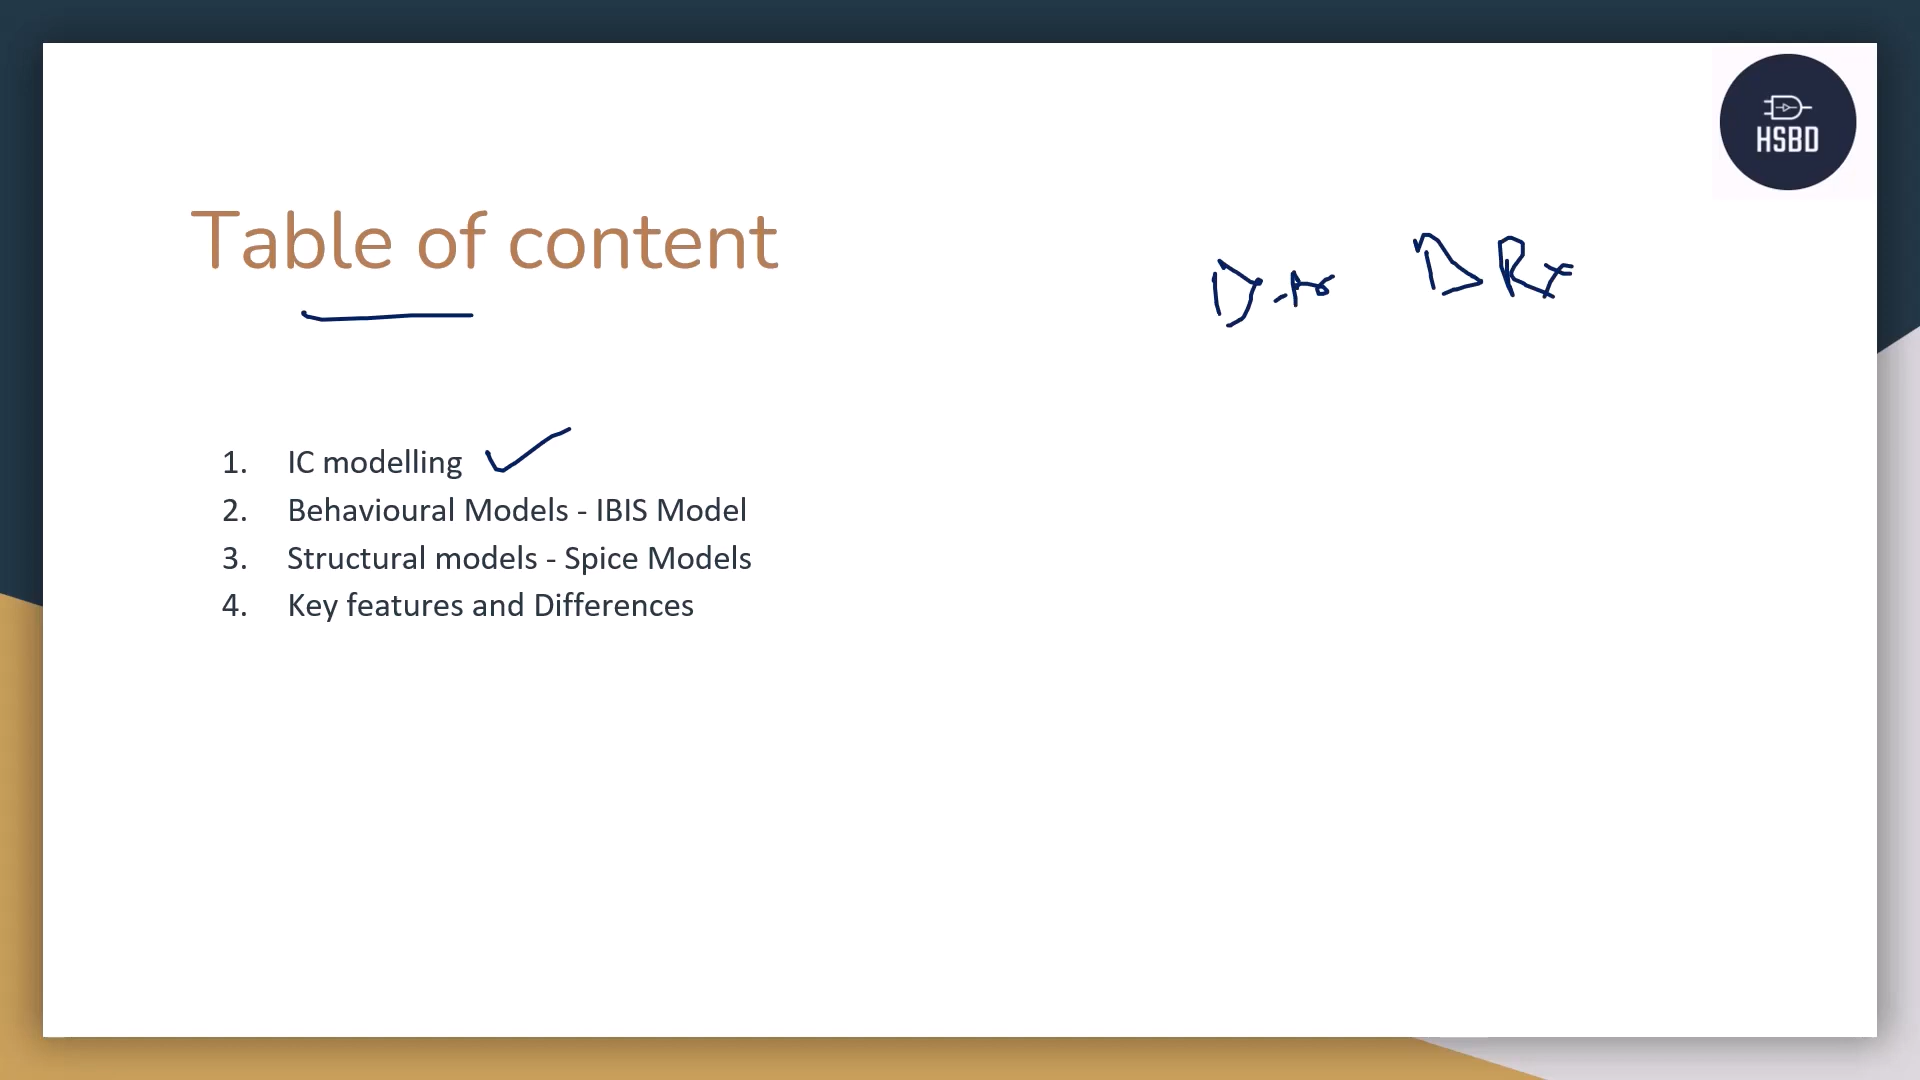 HSBD
Table of content
1. IC modelling
2. Behavioural Models - IBIS Model
3. Structural models - Spice Models
4. Key features and Differences